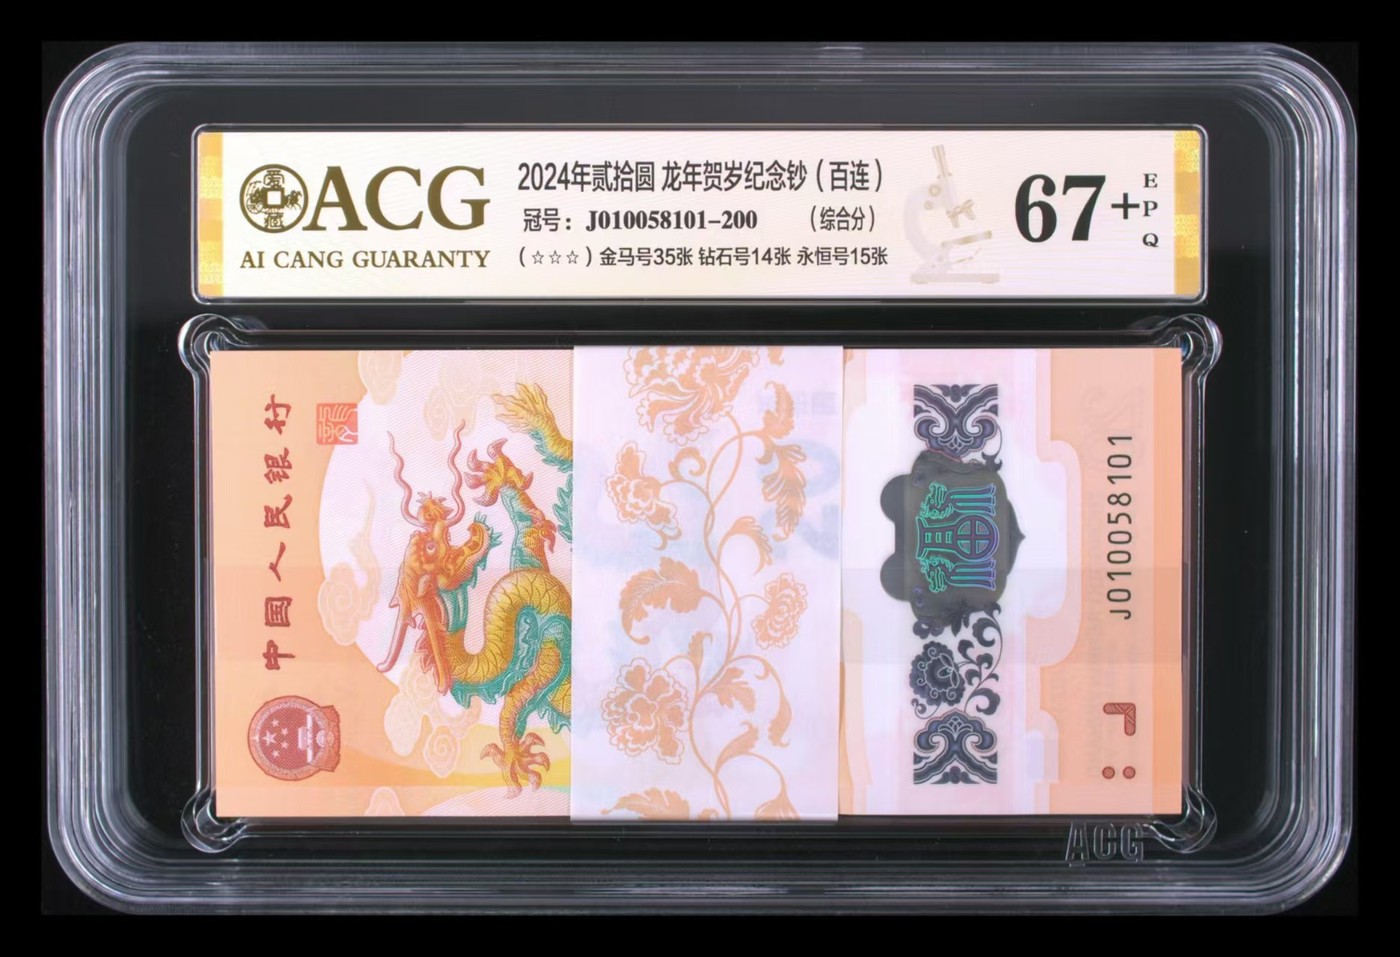 ACG
AI CANG GUARANTY
2024年贰拾圆 龙年贺岁纪念钞（百连）
冠号：J010058101-200 （综合分）
（☆☆☆）金马号35张 钻石号14张 永恒号15张
67+
EPQ
中国人民银行
J010058101
ACG